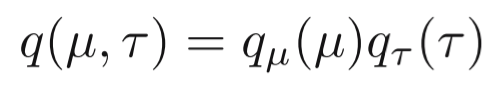 q(μ, τ) = q_μ(μ)q_τ(τ)